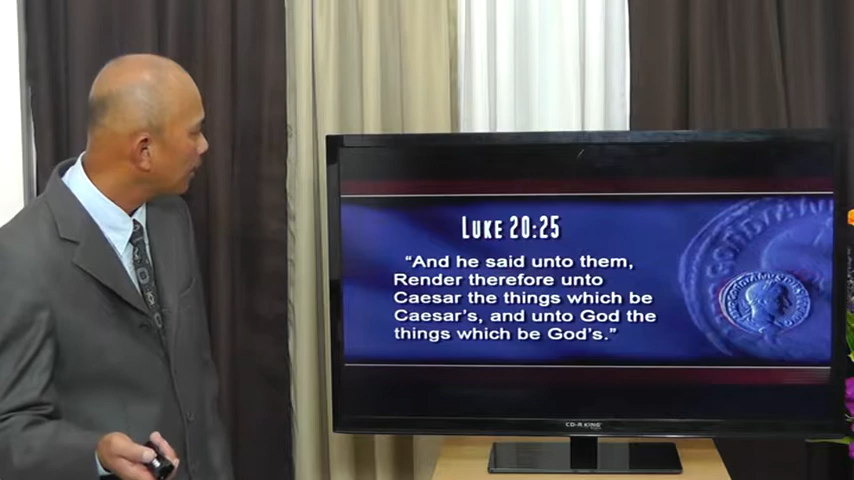 LUKE 20:25
“And he said unto them,
Render therefore unto
Caesar the things which be
Caesar’s, and unto God the
things which be God’s.”
CD-R KING